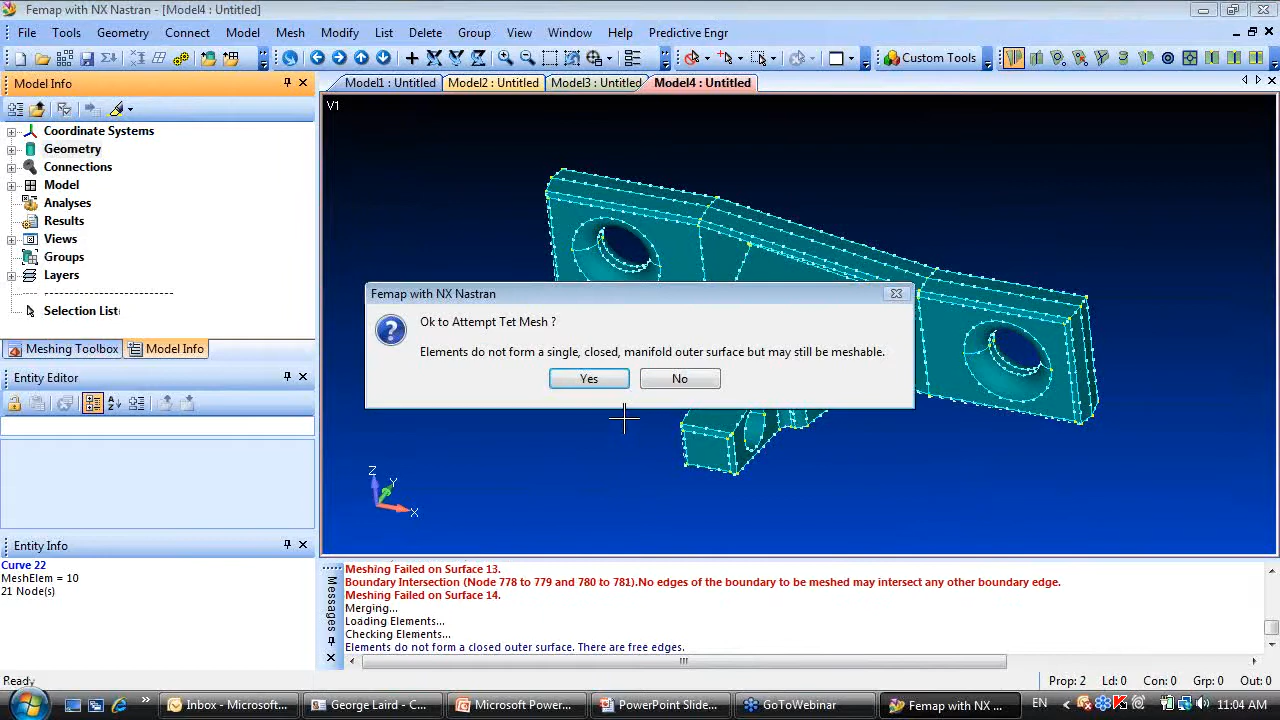 Femap with NX Nastran - [Model4 : Untitled]
File Tools Geometry Connect Model Mesh Modify List Delete Group View Window Help Predictive Engr
Custom Tools
Model Info
Model1 : Untitled Model2 : Untitled Model3 : Untitled Model4 : Untitled
V1
Coordinate Systems
Geometry
Connections
Model
Analyses
Results
Views
Groups
Layers
Selection List
Meshing Toolbox Model Info
Entity Editor
Femap with NX Nastran
Ok to Attempt Tet Mesh ?
Elements do not form a single, closed, manifold outer surface but may still be meshable.
Yes No
Z
Y
X
Entity Info
Curve 22
MeshElem = 10
21 Node(s)
Messages
Meshing Failed on Surface 13.
Boundary Intersection (Node 778 to 779 and 780 to 781).No edges of the boundary to be meshed may intersect any other boundary edge.
Meshing Failed on Surface 14.
Merging...
Loading Elements...
Checking Elements...
Elements do not form a closed outer surface. There are free edges.
Ready
Prop: 2 Ld: 0 Con: 0 Grp: 0 Out: 0
Inbox - Microsoft... George Laird - C... Microsoft Power... PowerPoint Slide... GoToWebinar Femap with NX ... EN 11:04 AM